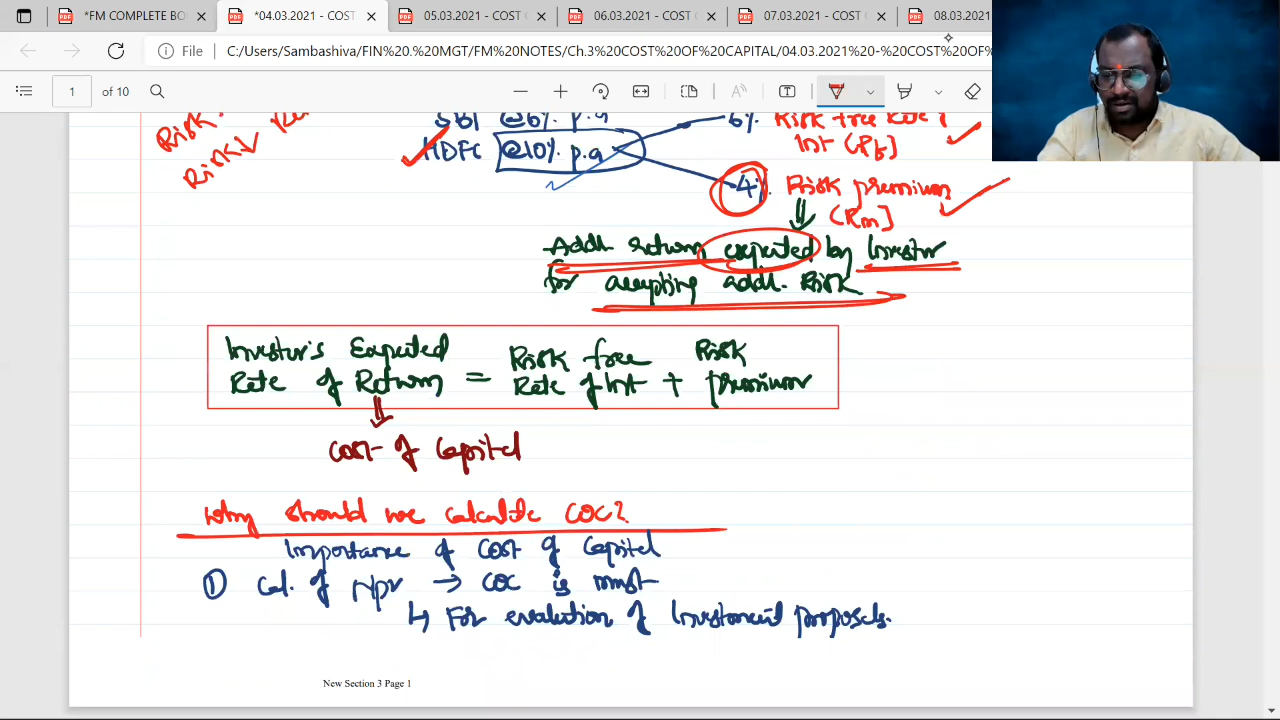 *FM COMPLETE BO
*04.03.2021 - COST
05.03.2021 - COST C
06.03.2021 - COST C
07.03.2021 - COST C
08.03.2021
File
C:/Users/Sambashiva/FIN%20.%20MGT/FM%20NOTES/Ch.3%20COST%20OF%20CAPITAL/04.03.2021%20-%20COST%20OF%
1 of 10
Risk
Risk↓
SBI @6% p.a
6% Risk free
Int (Rf)
HDFC @10% p.a
4% Risk premium
(Rm)
Addl. return expected by Investor
for accepting addl. Risk
Investor's Expected Rate of Return = Risk free Rate of Int + Risk premium
Cost of Capital
Why should we calculate COC?
Importance of Cost of Capital
① Cal. of NPV → COC is must
↳ For evaluation of Investment proposals.
New Section 3 Page 1